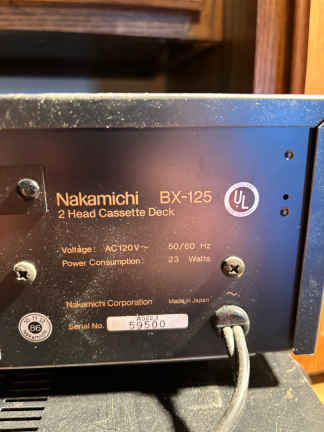 Nakamichi BX-125
2 Head Cassette Deck
UL
Voltage: AC120V~ 50/60 Hz
Power Consumption: 23 Watts
Nakamichi Corporation Made in Japan
~
86
Serial No. 59500